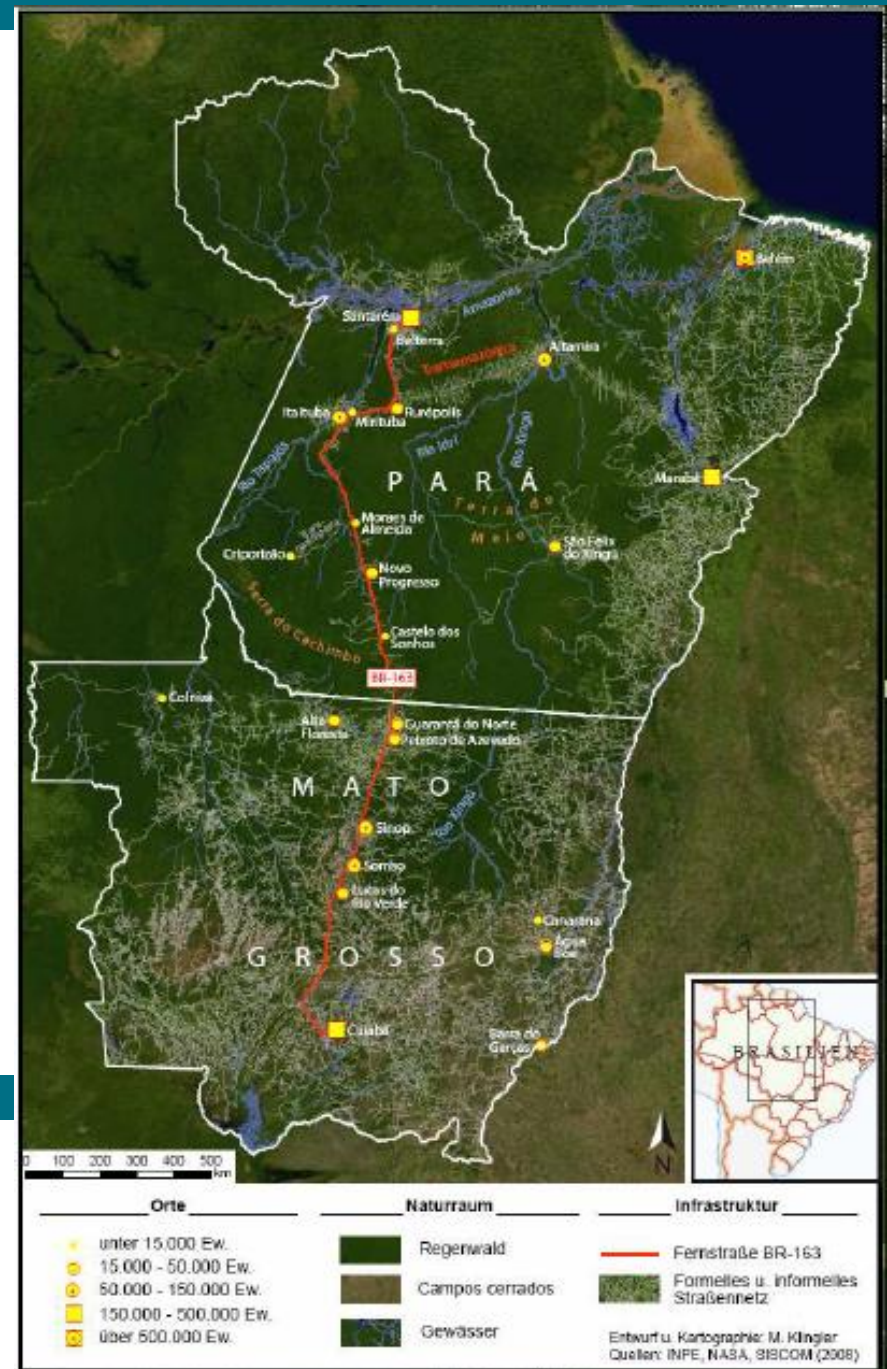 Belém
Santarém
Amazonas
Belterra
Transamazônica
Altamira
Itaituba
Miritituba
Rurópolis
Rio Tapajós
Rio Iriri
Rio Xingu
PARÁ
Marabá
Terra do
Meio
Moraes de
Almeida
São Felix
do Xingu
Novo
Progresso
Castelo dos
Sonhos
Terra do Cachimbo
BR-163
Colniza
Alta
Floresta
Guarantã do Norte
Peixoto de Azevedo
MATO
Rio Xingu
Sinop
Sorriso
Lucas do
Rio Verde
Canarana
Água
Boa
GROSSO
Cuiabá
Barra do
Garças
BRASILIEN
N
0 100 200 300 400 500
km
Orte
unter 15.000 Ew.
15.000 - 50.000 Ew.
50.000 - 150.000 Ew.
150.000 - 500.000 Ew.
über 500.000 Ew.
Naturraum
Regenwald
Campos cerrados
Gewässer
Infrastruktur
Fernstraße BR-163
Formelles u. informelles
Straßennetz
Entwurf u. Kartographie: M. Klingler
Quellen: INPE, NASA, SISCOM (2008)